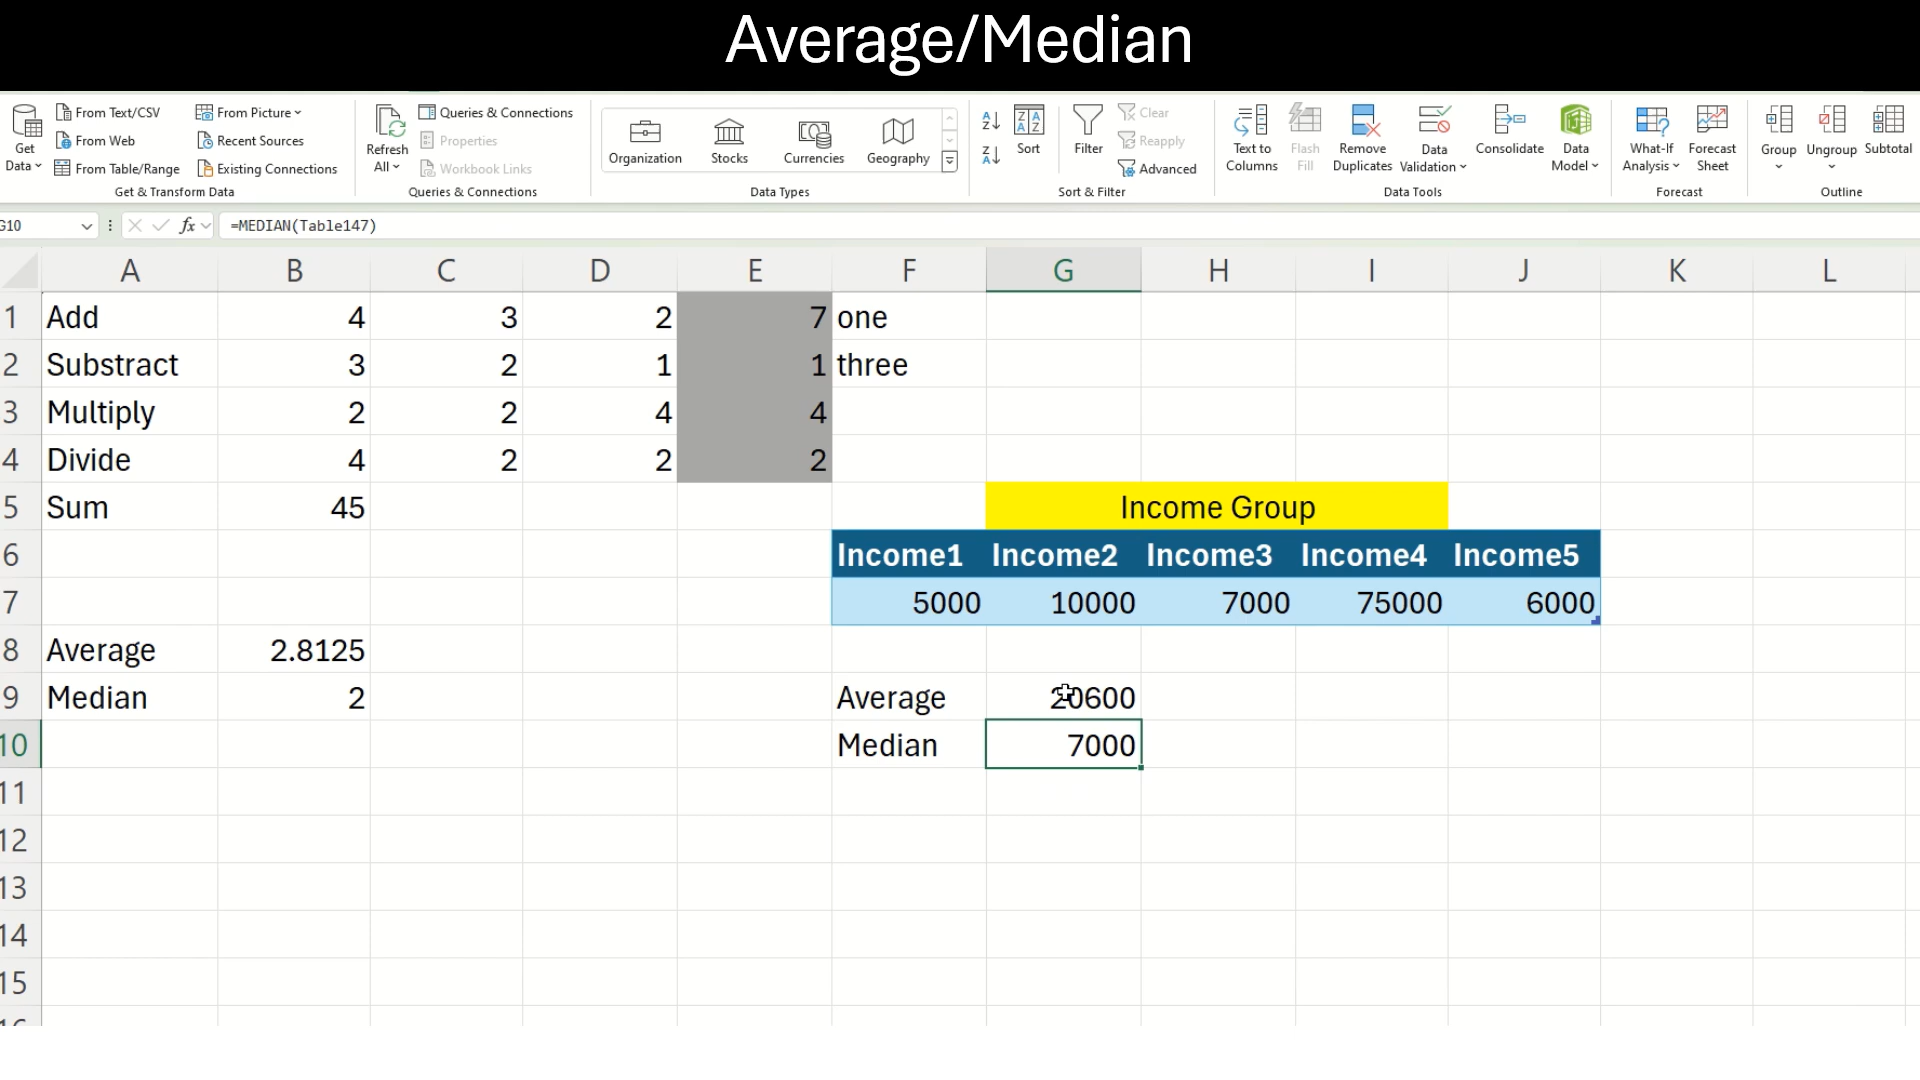 Average/Median
Get Data
From Text/CSV
From Web
From Table/Range
From Picture
Recent Sources
Existing Connections
Get & Transform Data
Refresh All
Queries & Connections
Properties
Workbook Links
Queries & Connections
Organization
Stocks
Currencies
Geography
Data Types
Sort
Filter
Clear
Reapply
Advanced
Sort & Filter
Text to Columns
Flash Fill
Remove Duplicates
Data Validation
Consolidate
Data Model
Data Tools
What-If Analysis
Forecast Sheet
Forecast
Group
Ungroup
Subtotal
Outline
G10 fx =MEDIAN(Table147)
A B C D E F G H I J K L
1 Add 4 3 2 7 one
2 Substract 3 2 1 1 three
3 Multiply 2 2 4 4
4 Divide 4 2 2 2
5 Sum 45 Income Group
6 Income1 Income2 Income3 Income4 Income5
7 5000 10000 7000 75000 6000
8 Average 2.8125
9 Median 2 Average 20600
10 Median 7000
11
12
13
14
15
16